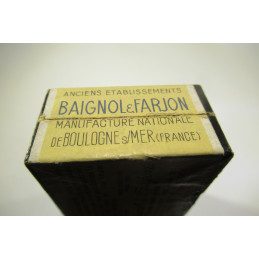 ANCIENS ETABLISSEMENTS
BAIGNOL & FARJON
MANUFACTURE NATIONALE
DE BOULOGNE S/MER (FRANCE)